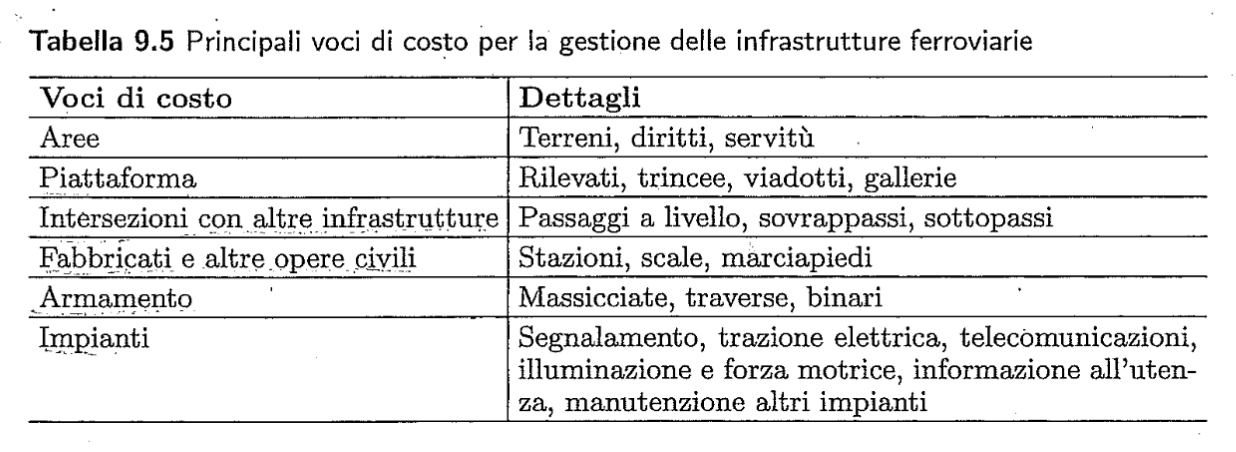 Tabella 9.5 Principali voci di costo per la gestione delle infrastrutture ferroviarie
Voci di costo Dettagli
Aree Terreni, diritti, servitù
Piattaforma Rilevati, trincee, viadotti, gallerie
Intersezioni con altre infrastrutture Passaggi a livello, sovrappassi, sottopassi
Fabbricati e altre opere civili Stazioni, scale, marciapiedi
Armamento Massicciate, traverse, binari
Impianti Segnalamento, trazione elettrica, telecomunicazioni,
illuminazione e forza motrice, informazione all'uten-
za, manutenzione altri impianti